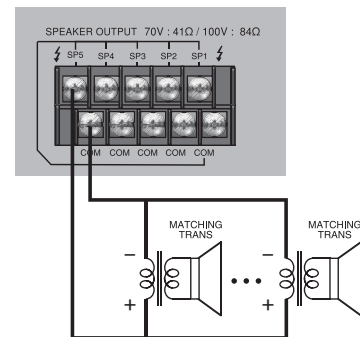 SPEAKER OUTPUT 70V : 41Ω / 100V : 84Ω
SP5 SP4 SP3 SP2 SP1
COM COM COM COM COM
MATCHING
TRANS
MATCHING
TRANS
− −
+ +